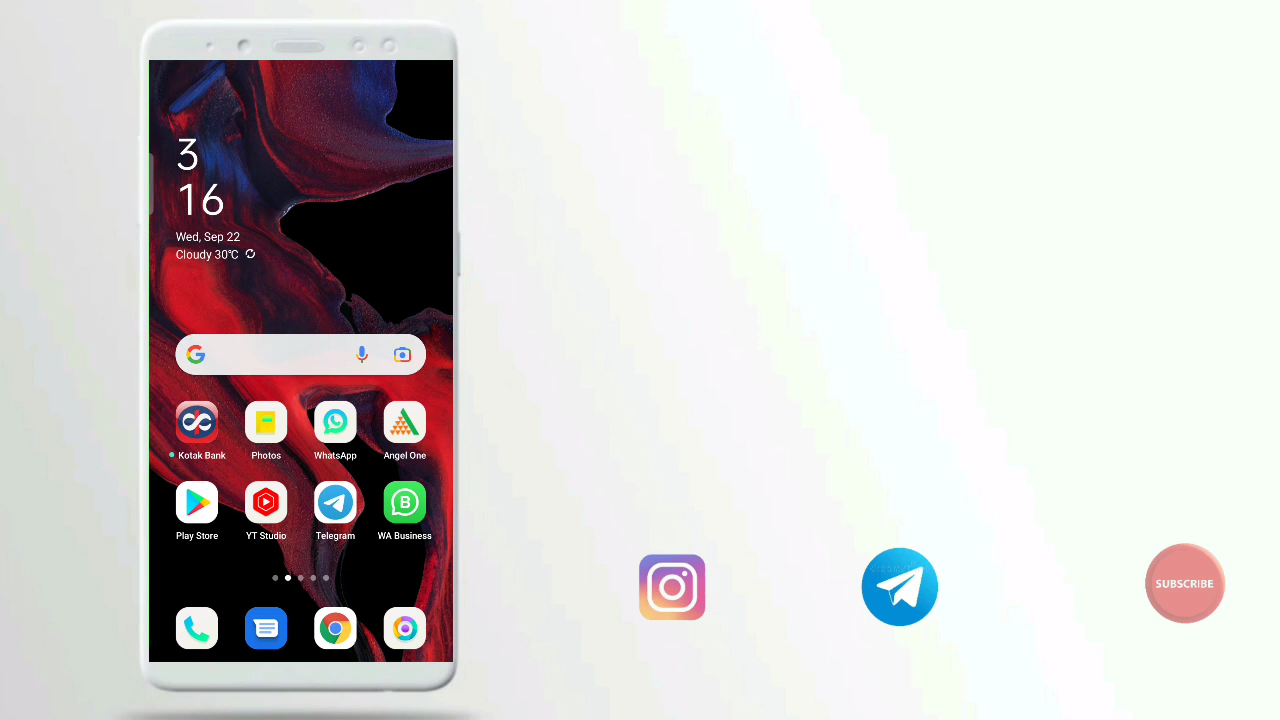 3
16
Wed, Sep 22
Cloudy 30°C
Kotak Bank
Photos
WhatsApp
Angel One
Play Store
YT Studio
Telegram
WA Business
B
SUBSCRIBE